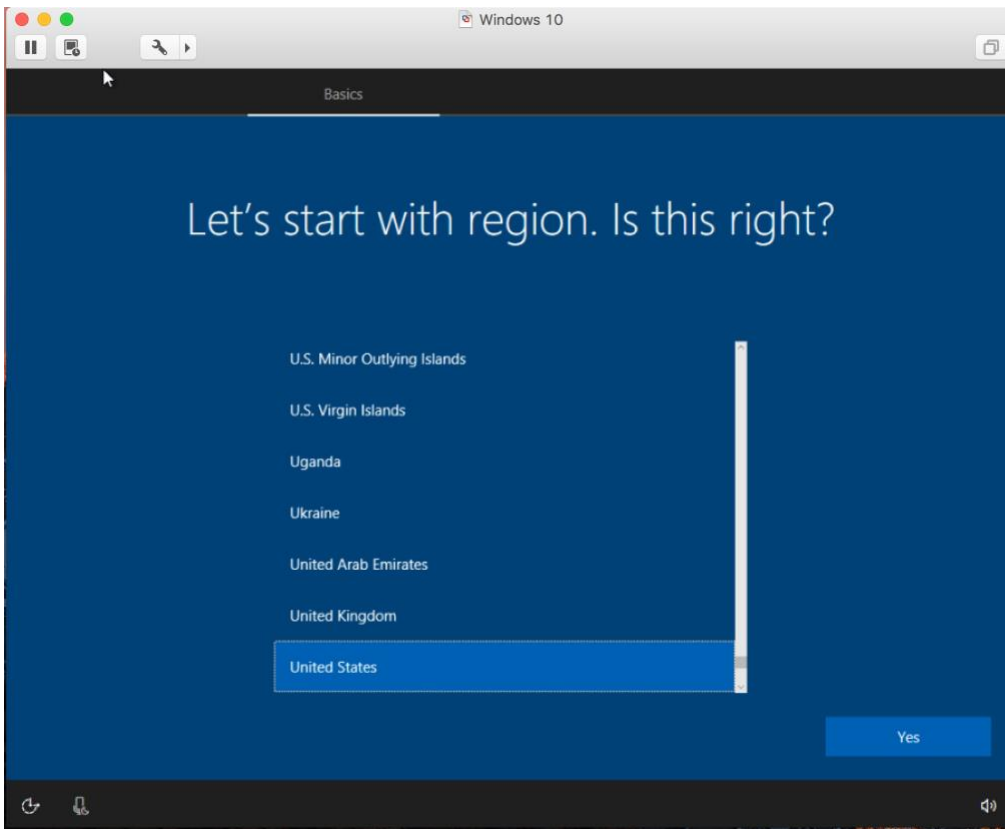 Windows 10
Basics
Let's start with region. Is this right?
U.S. Minor Outlying Islands
U.S. Virgin Islands
Uganda
Ukraine
United Arab Emirates
United Kingdom
United States
Yes